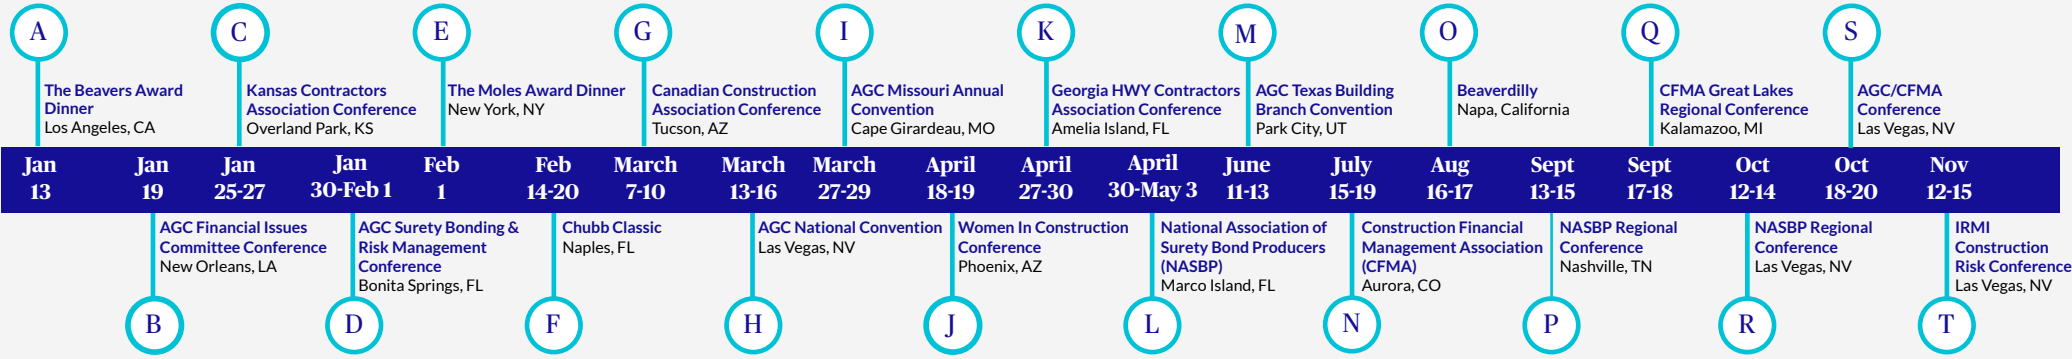 A
C
E
G
I
K
M
O
Q
S
The Beavers Award
Dinner
Los Angeles, CA
Kansas Contractors
Association Conference
Overland Park, KS
The Moles Award Dinner
New York, NY
Canadian Construction
Association Conference
Tucson, AZ
AGC Missouri Annual
Convention
Cape Girardeau, MO
Georgia HWY Contractors
Association Conference
Amelia Island, FL
AGC Texas Building
Branch Convention
Park City, UT
Beaverdilly
Napa, California
CFMA Great Lakes
Regional Conference
Kalamazoo, MI
AGC/CFMA
Conference
Las Vegas, NV
Jan
13
Jan
19
Jan
25-27
Jan
30-Feb 1
Feb
1
Feb
14-20
March
7-10
March
13-16
March
27-29
April
18-19
April
27-30
April
30-May 3
June
11-13
July
15-19
Aug
16-17
Sept
13-15
Sept
17-18
Oct
12-14
Oct
18-20
Nov
12-15
AGC Financial Issues
Committee Conference
New Orleans, LA
AGC Surety Bonding &
Risk Management
Conference
Bonita Springs, FL
Chubb Classic
Naples, FL
AGC National Convention
Las Vegas, NV
Women In Construction
Conference
Phoenix, AZ
National Association of
Surety Bond Producers
(NASBP)
Marco Island, FL
Construction Financial
Management Association
(CFMA)
Aurora, CO
NASBP Regional
Conference
Nashville, TN
NASBP Regional
Conference
Las Vegas, NV
IRMI
Construction
Risk Conference
Las Vegas, NV
B
D
F
H
J
L
N
P
R
T